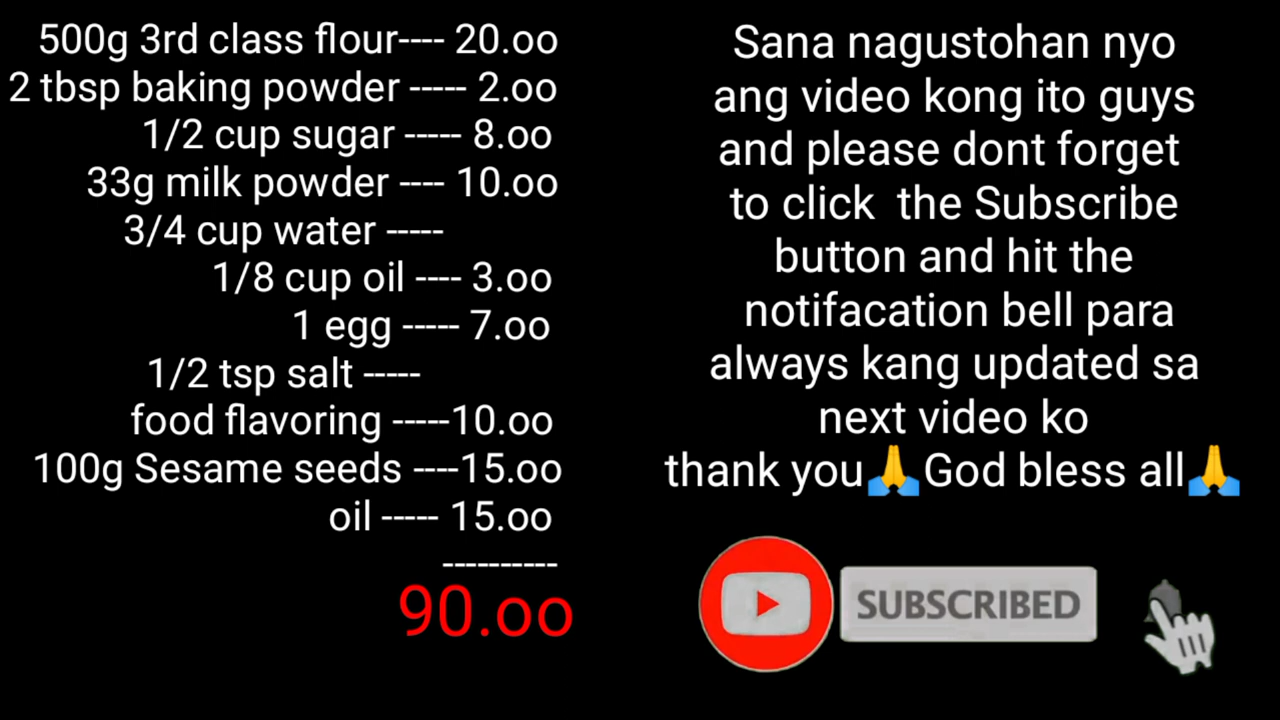 500g 3rd class flour---- 20.oo
2 tbsp baking powder ----- 2.oo
1/2 cup sugar ----- 8.oo
33g milk powder ---- 10.oo
3/4 cup water -----
1/8 cup oil ---- 3.oo
1 egg ----- 7.oo
1/2 tsp salt -----
food flavoring -----10.oo
100g Sesame seeds ----15.oo
oil ----- 15.oo
----------
90.oo
Sana nagustohan nyo
ang video kong ito guys
and please dont forget
to click the Subscribe
button and hit the
notifacation bell para
always kang updated sa
next video ko
thank you🙏God bless all🙏
SUBSCRIBED